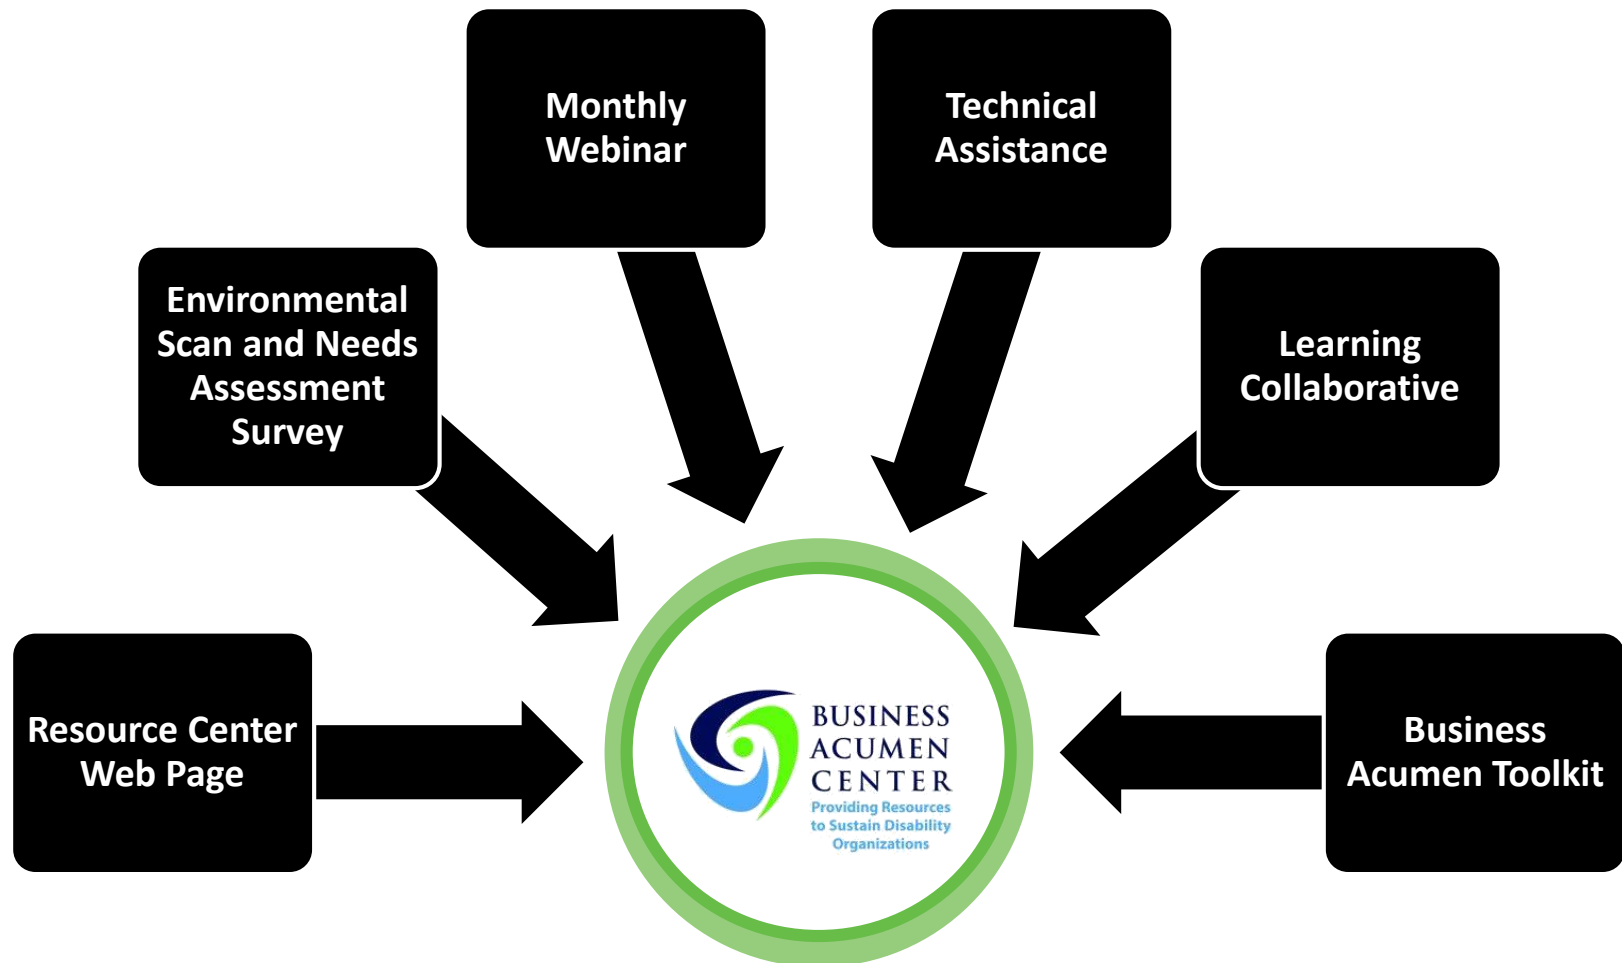 Monthly
Webinar
Technical
Assistance
Environmental
Scan and Needs
Assessment
Survey
Learning
Collaborative
Resource Center
Web Page
BUSINESS
ACUMEN
CENTER
Providing Resources
to Sustain Disability
Organizations
Business
Acumen Toolkit